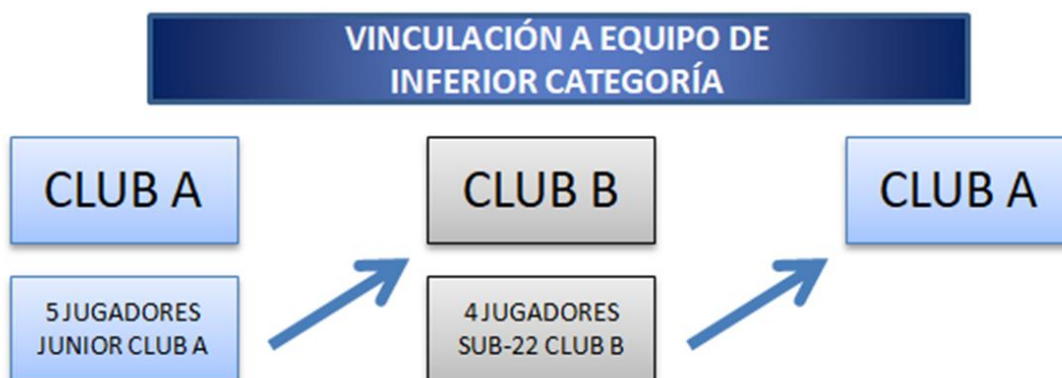 VINCULACIÓN A EQUIPO DE
INFERIOR CATEGORÍA
CLUB A
CLUB B
CLUB A
5 JUGADORES
JUNIOR CLUB A
4 JUGADORES
SUB-22 CLUB B